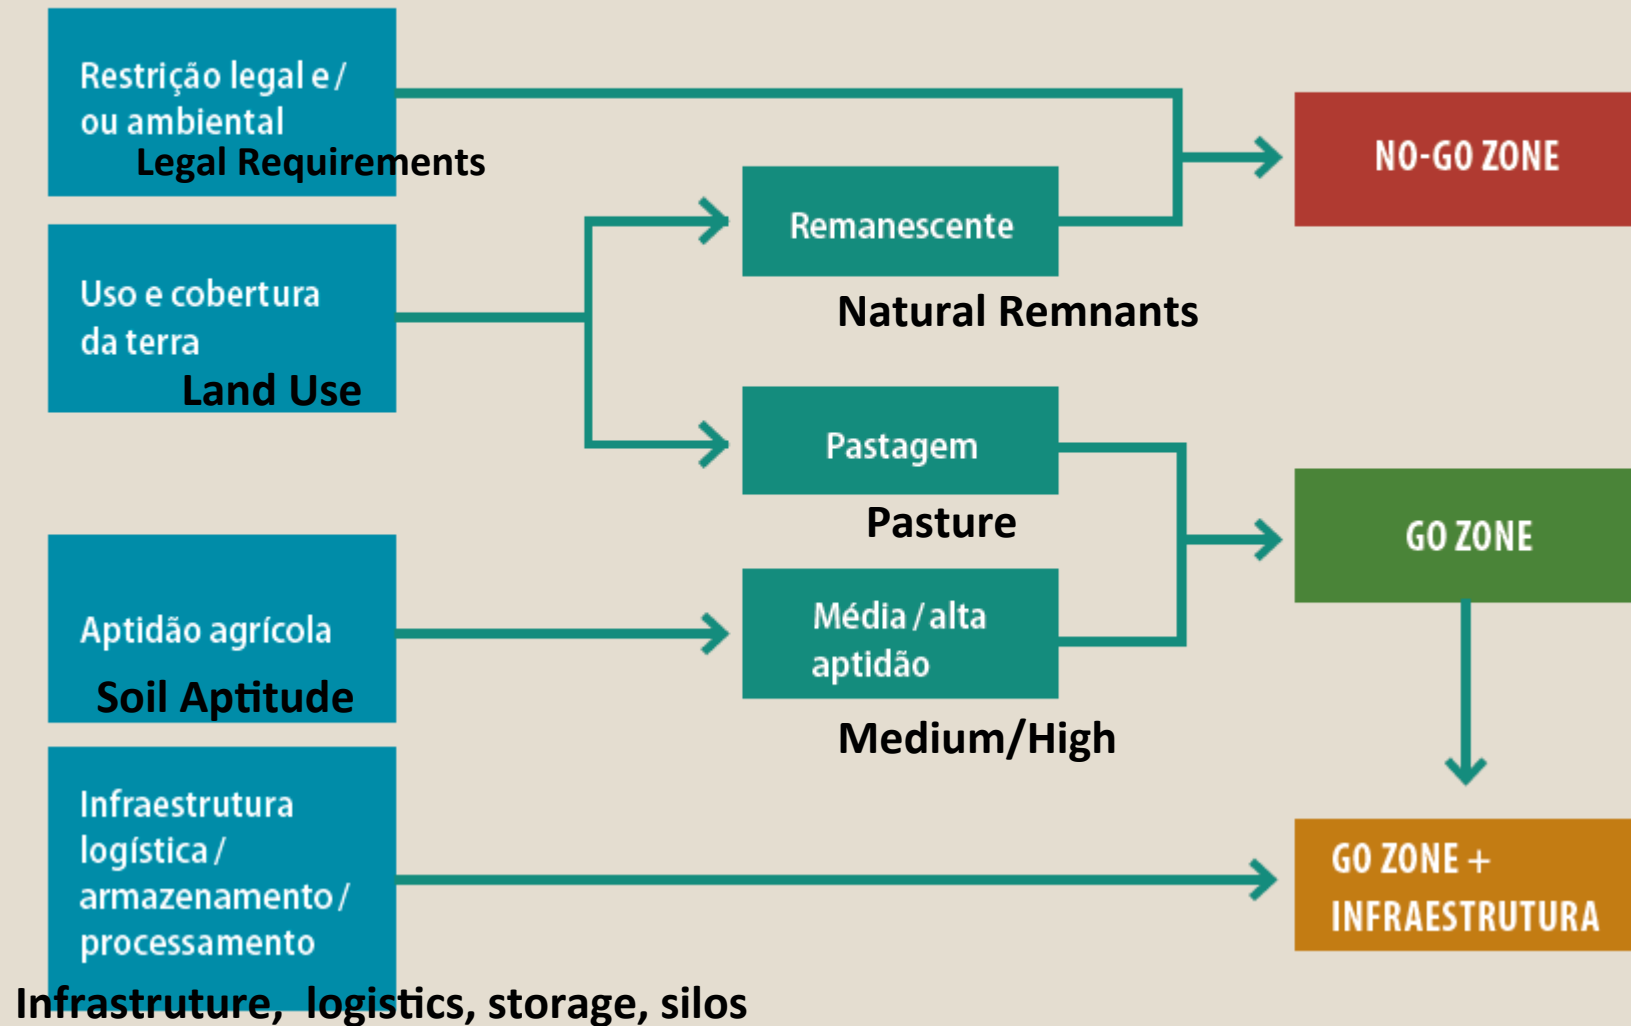 Restrição legal e /
ou ambiental
Legal Requirements
NO-GO ZONE
Remanescente
Natural Remnants
Uso e cobertura
da terra
Land Use
Pastagem
Pasture
GO ZONE
Aptidão agrícola
Soil Aptitude
Média / alta
aptidão
Medium/High
Infraestrutura
logística /
armazenamento /
processamento
Infrastruture, logistics, storage, silos
GO ZONE +
INFRAESTRUTURA